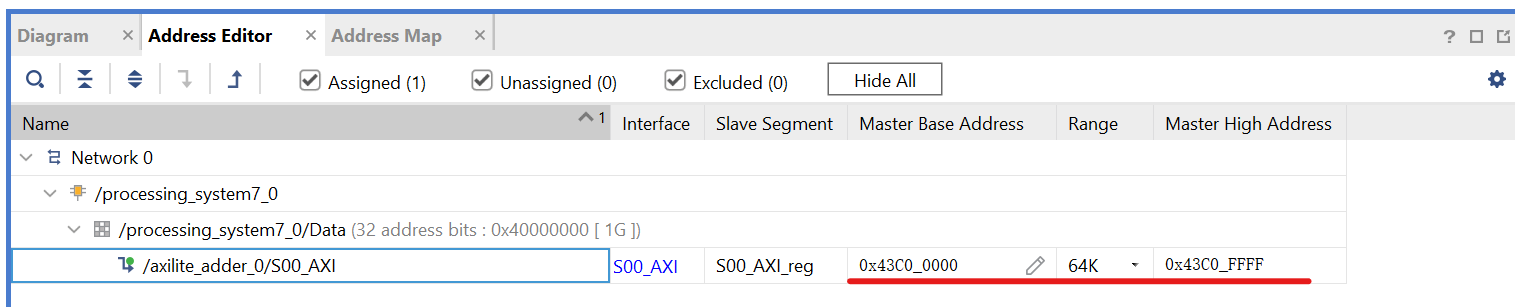 Diagram × Address Editor × Address Map × ?
Assigned (1) Unassigned (0) Excluded (0) Hide All
Name 1 Interface Slave Segment Master Base Address Range Master High Address
Network 0
/processing_system7_0
/processing_system7_0/Data (32 address bits : 0x40000000 [ 1G ])
/axilite_adder_0/S00_AXI S00_AXI S00_AXI_reg 0x43C0_0000 64K 0x43C0_FFFF